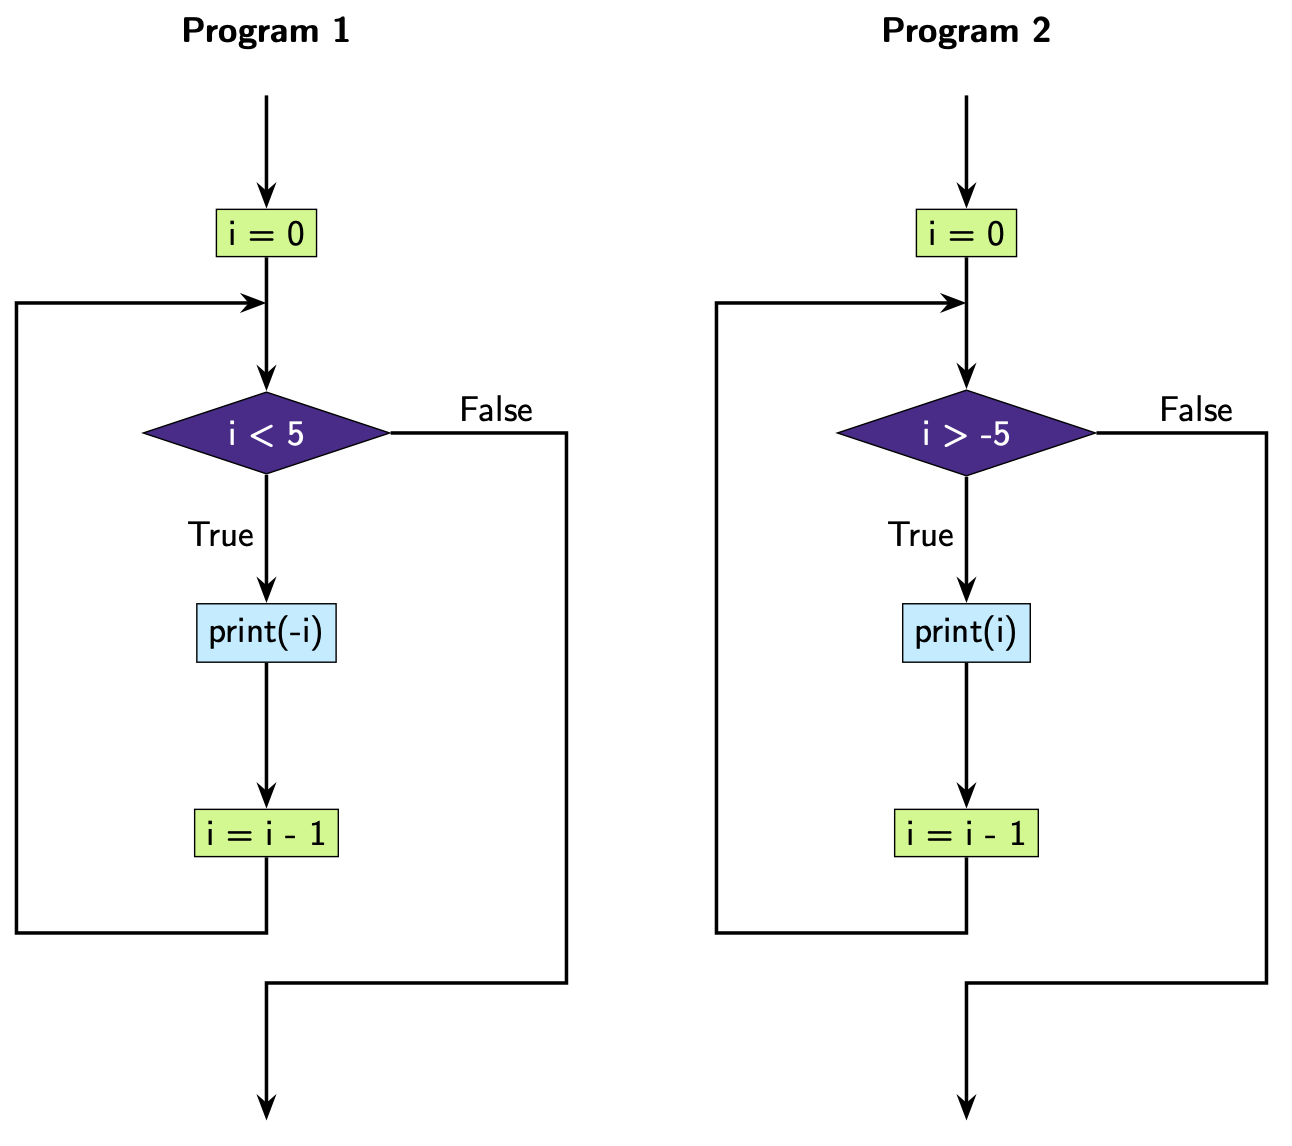 Program 1
i = 0
i < 5
False
True
print(-i)
i = i - 1
Program 2
i = 0
i > -5
False
True
print(i)
i = i - 1